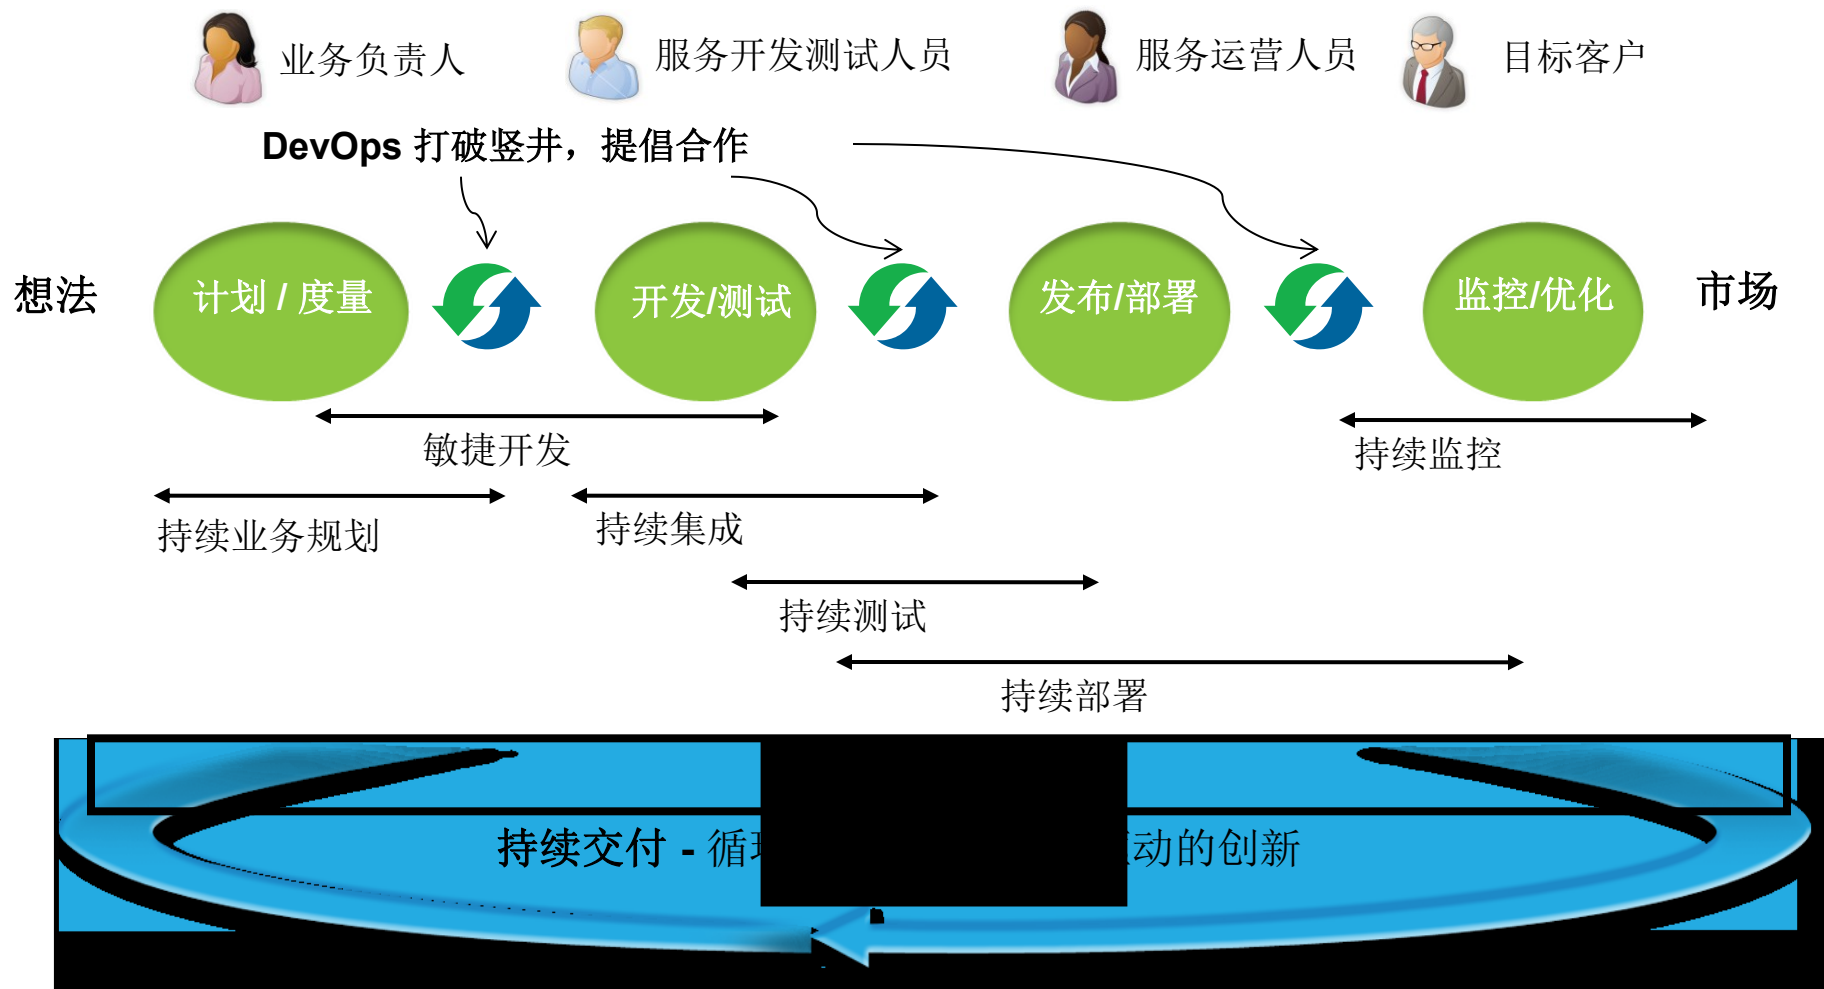 业务负责人
服务开发测试人员
服务运营人员
目标客户
DevOps 打破竖井，提倡合作
想法
计划 / 度量
开发/测试
发布/部署
监控/优化
市场
敏捷开发
持续监控
持续业务规划
持续集成
持续测试
持续部署
持续交付 - 循 动的创新